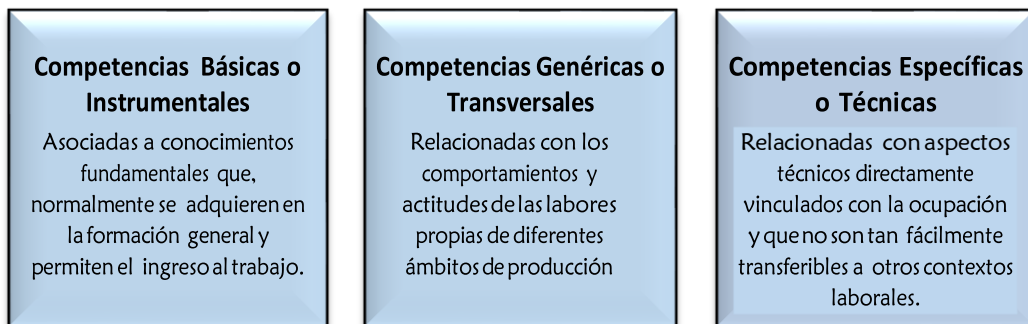 Competencias Básicas o
Instrumentales
Asociadas a conocimientos
fundamentales que,
normalmente se adquieren en
la formación general y
permiten el ingreso al trabajo.
Competencias Genéricas o
Transversales
Relacionadas con los
comportamientos y
actitudes de las labores
propias de diferentes
ámbitos de producción
Competencias Específicas
o Técnicas
Relacionadas con aspectos
técnicos directamente
vinculados con la ocupación
y que no son tan fácilmente
transferibles a otros contextos
laborales.